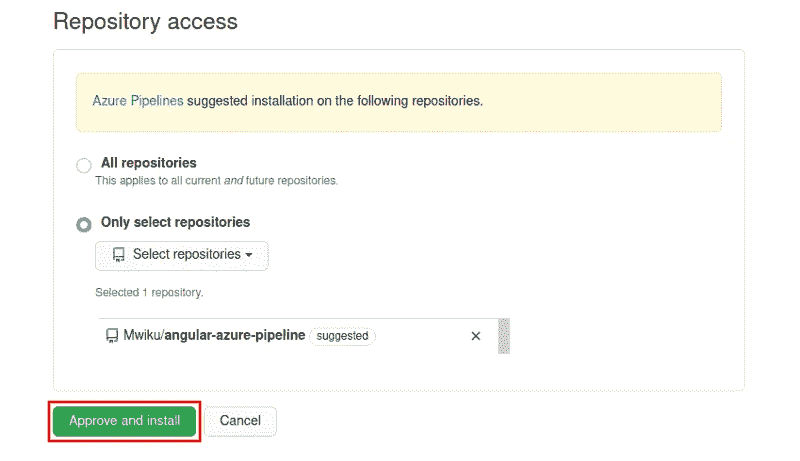 Repository access
Azure Pipelines suggested installation on the following repositories.
All repositories
This applies to all current and future repositories.
Only select repositories
Select repositories
Selected 1 repository.
Mwiku/angular-azure-pipeline suggested
Approve and install Cancel